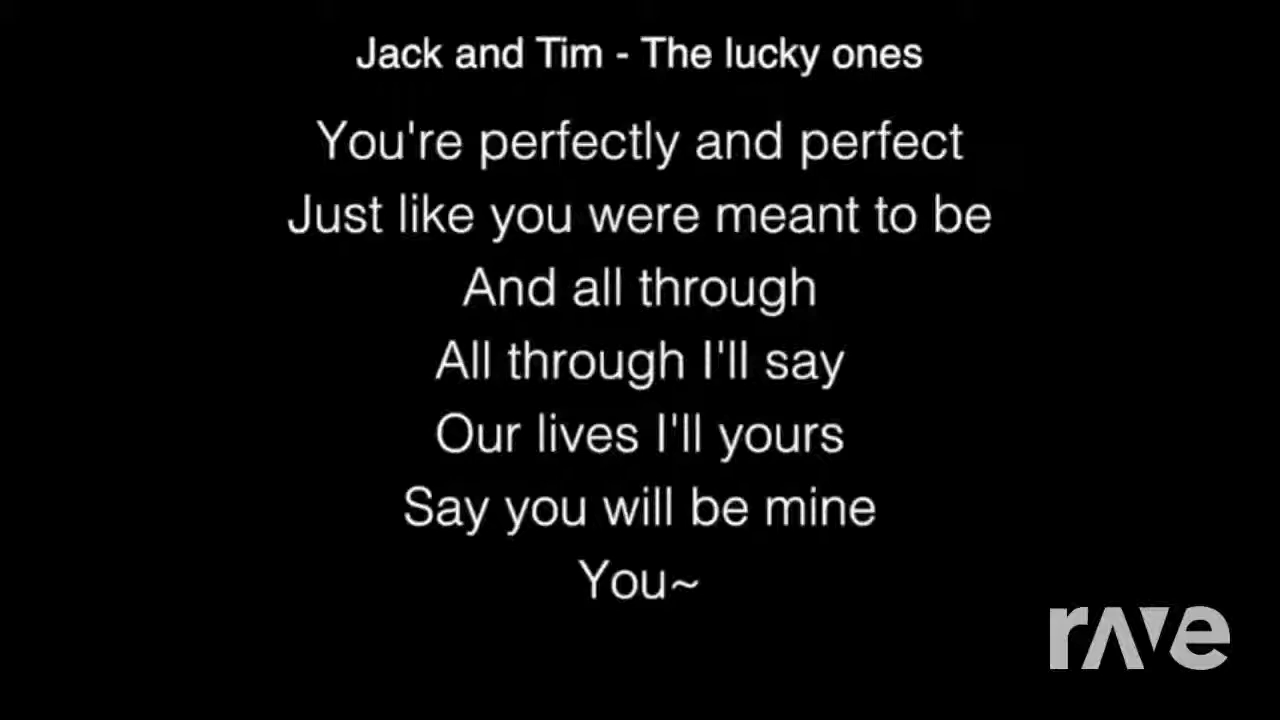 Jack and Tim - The lucky ones
You're perfectly and perfect
Just like you were meant to be
And all through
All through I'll say
Our lives I'll yours
Say you will be mine
You~
rave